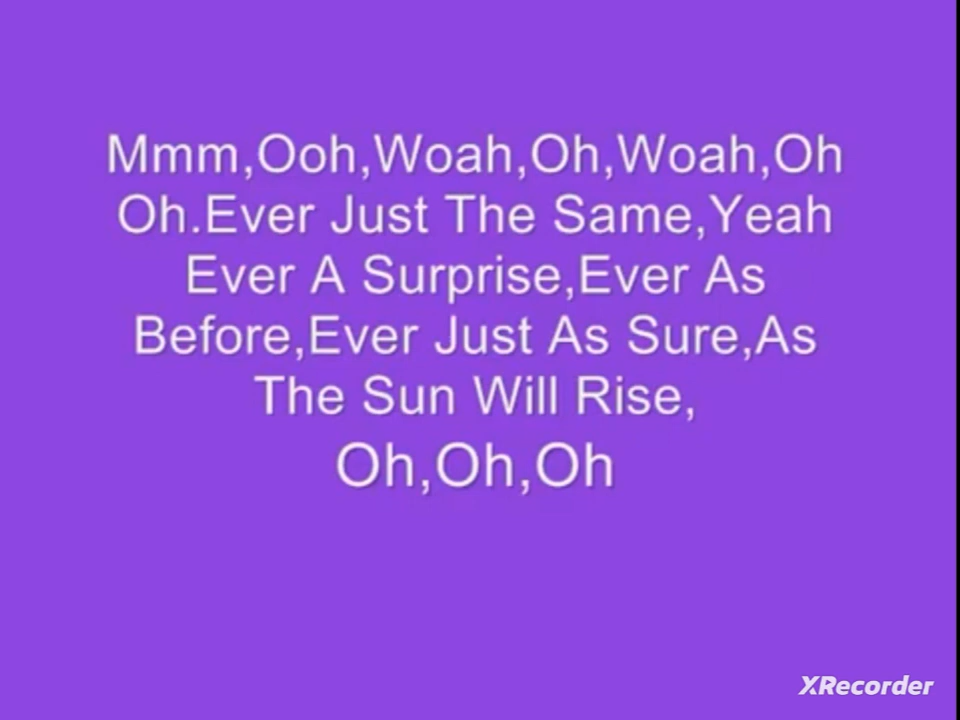 Mmm,Ooh,Woah,Oh,Woah,Oh
Oh.Ever Just The Same,Yeah
Ever A Surprise,Ever As
Before,Ever Just As Sure,As
The Sun Will Rise,
Oh,Oh,Oh
XRecorder